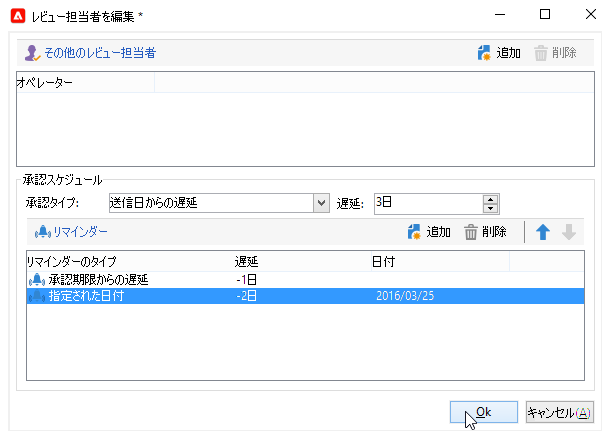 レビュー担当者を編集 *
その他のレビュー担当者 追加 削除
オペレーター
承認スケジュール
承認タイプ: 送信日からの遅延 遅延: 3日
リマインダー 追加 削除
リマインダーのタイプ 遅延 日付
承認期限からの遅延 -1日
指定された日付 -2日 2016/03/25
Ok キャンセル(A)